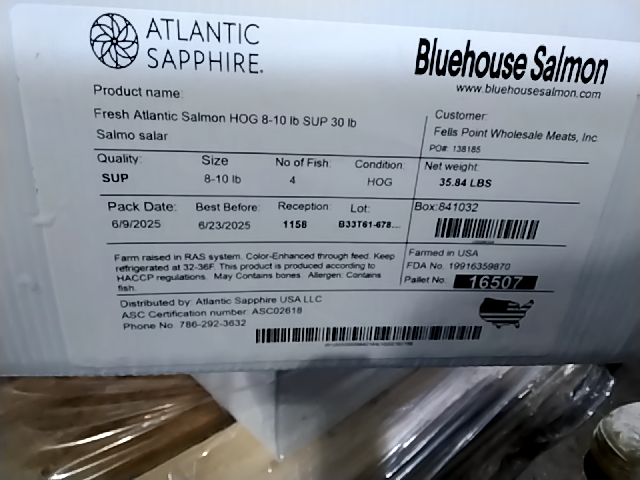 ATLANTIC
SAPPHIRE.
Bluehouse Salmon
www.bluehousesalmon.com
Product name:
Fresh Atlantic Salmon HOG 8-10 lb SUP 30 lb
Salmo salar
Customer:
Fells Point Wholesale Meats, Inc.
PO#: 138185
Quality: Size No of Fish: Condition: Net weight:
SUP 8-10 lb 4 HOG 35.84 LBS
Pack Date: Best Before: Reception: Lot: Box:841032
6/9/2025 6/23/2025 1158 B33T61-678...
Farm raised in RAS system. Color-Enhanced through feed. Keep
refrigerated at 32-36F. This product is produced according to
HACCP regulations. May Contains bones. Allergen: Contains
fish.
Farmed in USA
FDA No. 19916359870
Pallet No: 16507
Distributed by: Atlantic Sapphire USA LLC
ASC Certification number: ASC02618
Phone No: 786-292-3632